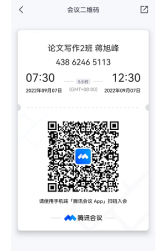 会议二维码
论文写作2班 蒋旭峰
438 6246 5113
07:30 5小时 12:30
2022年09月07日 (GMT+08:00) 2022年09月07日
请使用手机端「腾讯会议 App」扫码入会
腾讯会议